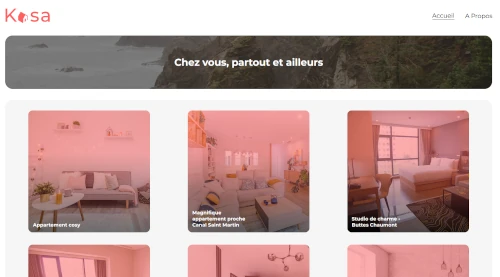 Kasa
Accueil
A Propos
Chez vous, partout et ailleurs
Appartement cosy
Magnifique
appartement proche
Canal Saint Martin
Studio de charme -
Buttes Chaumont